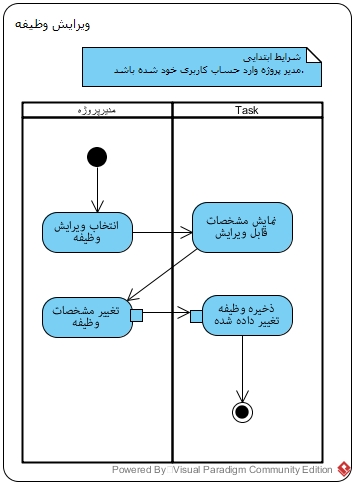 ویرایش وظیفه
شرایط ابتدایی
مدیر پروژه وارد حساب کاربری خود شده باشد.
مدیرپروژه
Task
انتخاب ویرایش
وظیفه
نمایش مشخصات
قابل ویرایش
تغییر مشخصات
وظیفه
ذخیره وظیفه
تغییر داده شده
Powered By Visual Paradigm Community Edition